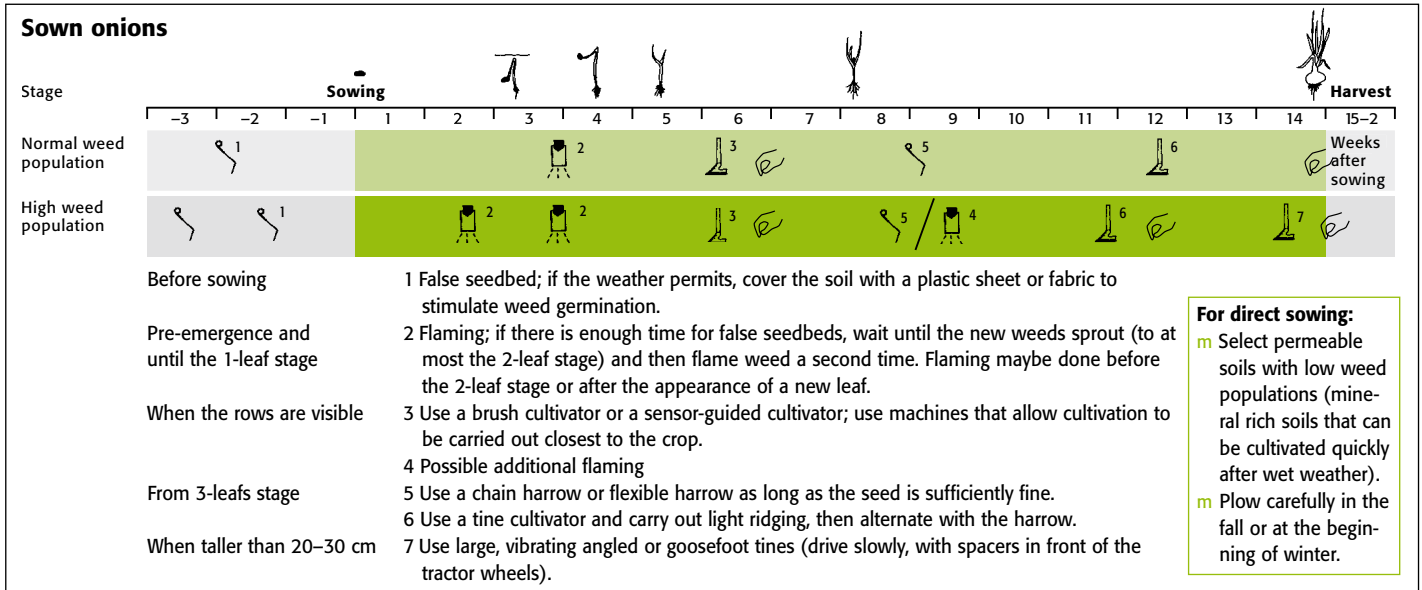 Sown onions
Stage
Sowing
Harvest
–3 –2 –1 1 2 3 4 5 6 7 8 9 10 11 12 13 14 15–2
Normal weed
population
1 2 3 5 6
Weeks
after
sowing
High weed
population
1 2 2 3 5 4 6 7
Before sowing
1 False seedbed; if the weather permits, cover the soil with a plastic sheet or fabric to
stimulate weed germination.
Pre-emergence and
until the 1-leaf stage
2 Flaming; if there is enough time for false seedbeds, wait until the new weeds sprout (to at
most the 2-leaf stage) and then flame weed a second time. Flaming maybe done before
the 2-leaf stage or after the appearance of a new leaf.
When the rows are visible
3 Use a brush cultivator or a sensor-guided cultivator; use machines that allow cultivation to
be carried out closest to the crop.
4 Possible additional flaming
From 3-leafs stage
5 Use a chain harrow or flexible harrow as long as the seed is sufficiently fine.
6 Use a tine cultivator and carry out light ridging, then alternate with the harrow.
When taller than 20–30 cm
7 Use large, vibrating angled or goosefoot tines (drive slowly, with spacers in front of the
tractor wheels).
For direct sowing:
m Select permeable
soils with low weed
populations (mine-
ral rich soils that can
be cultivated quickly
after wet weather).
m Plow carefully in the
fall or at the begin-
ning of winter.